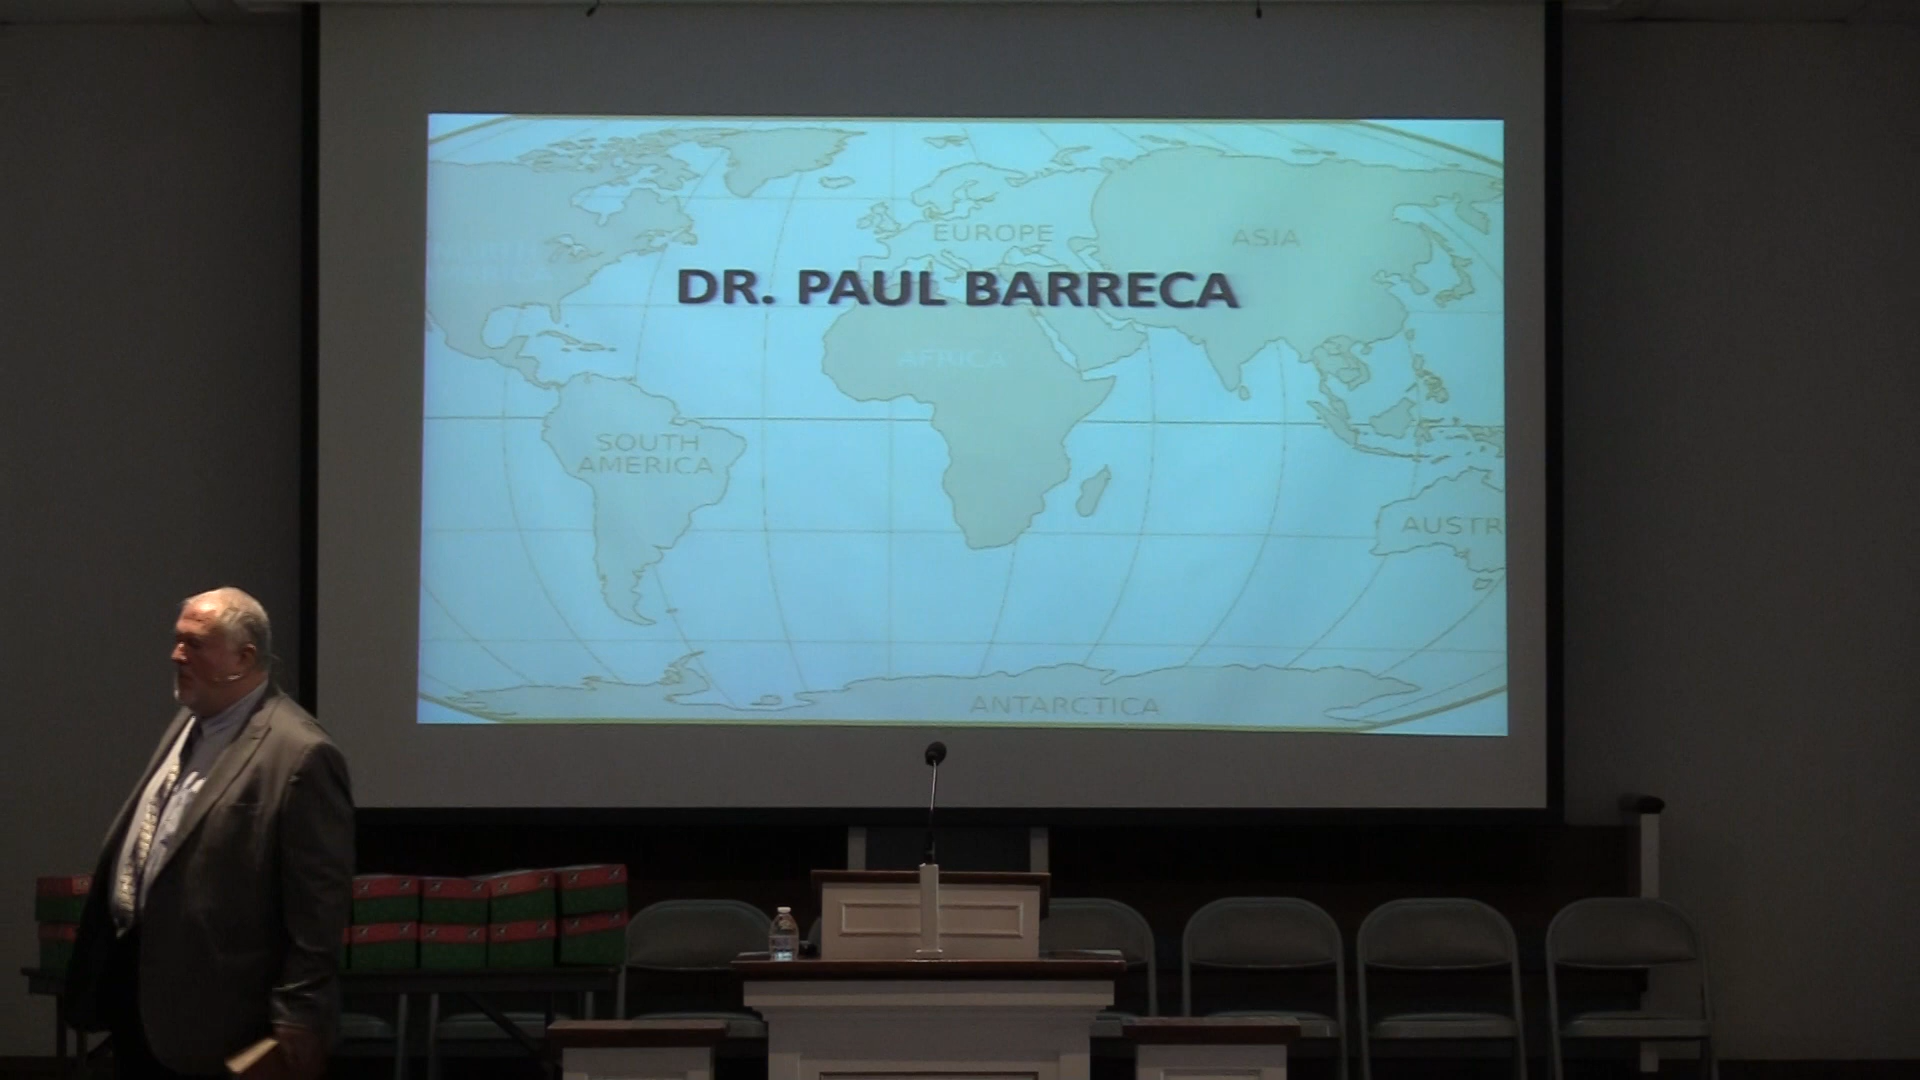 EUROPE
ASIA
DR. PAUL BARRECA
AFRICA
SOUTH
AMERICA
AUSTR
ANTARCTICA